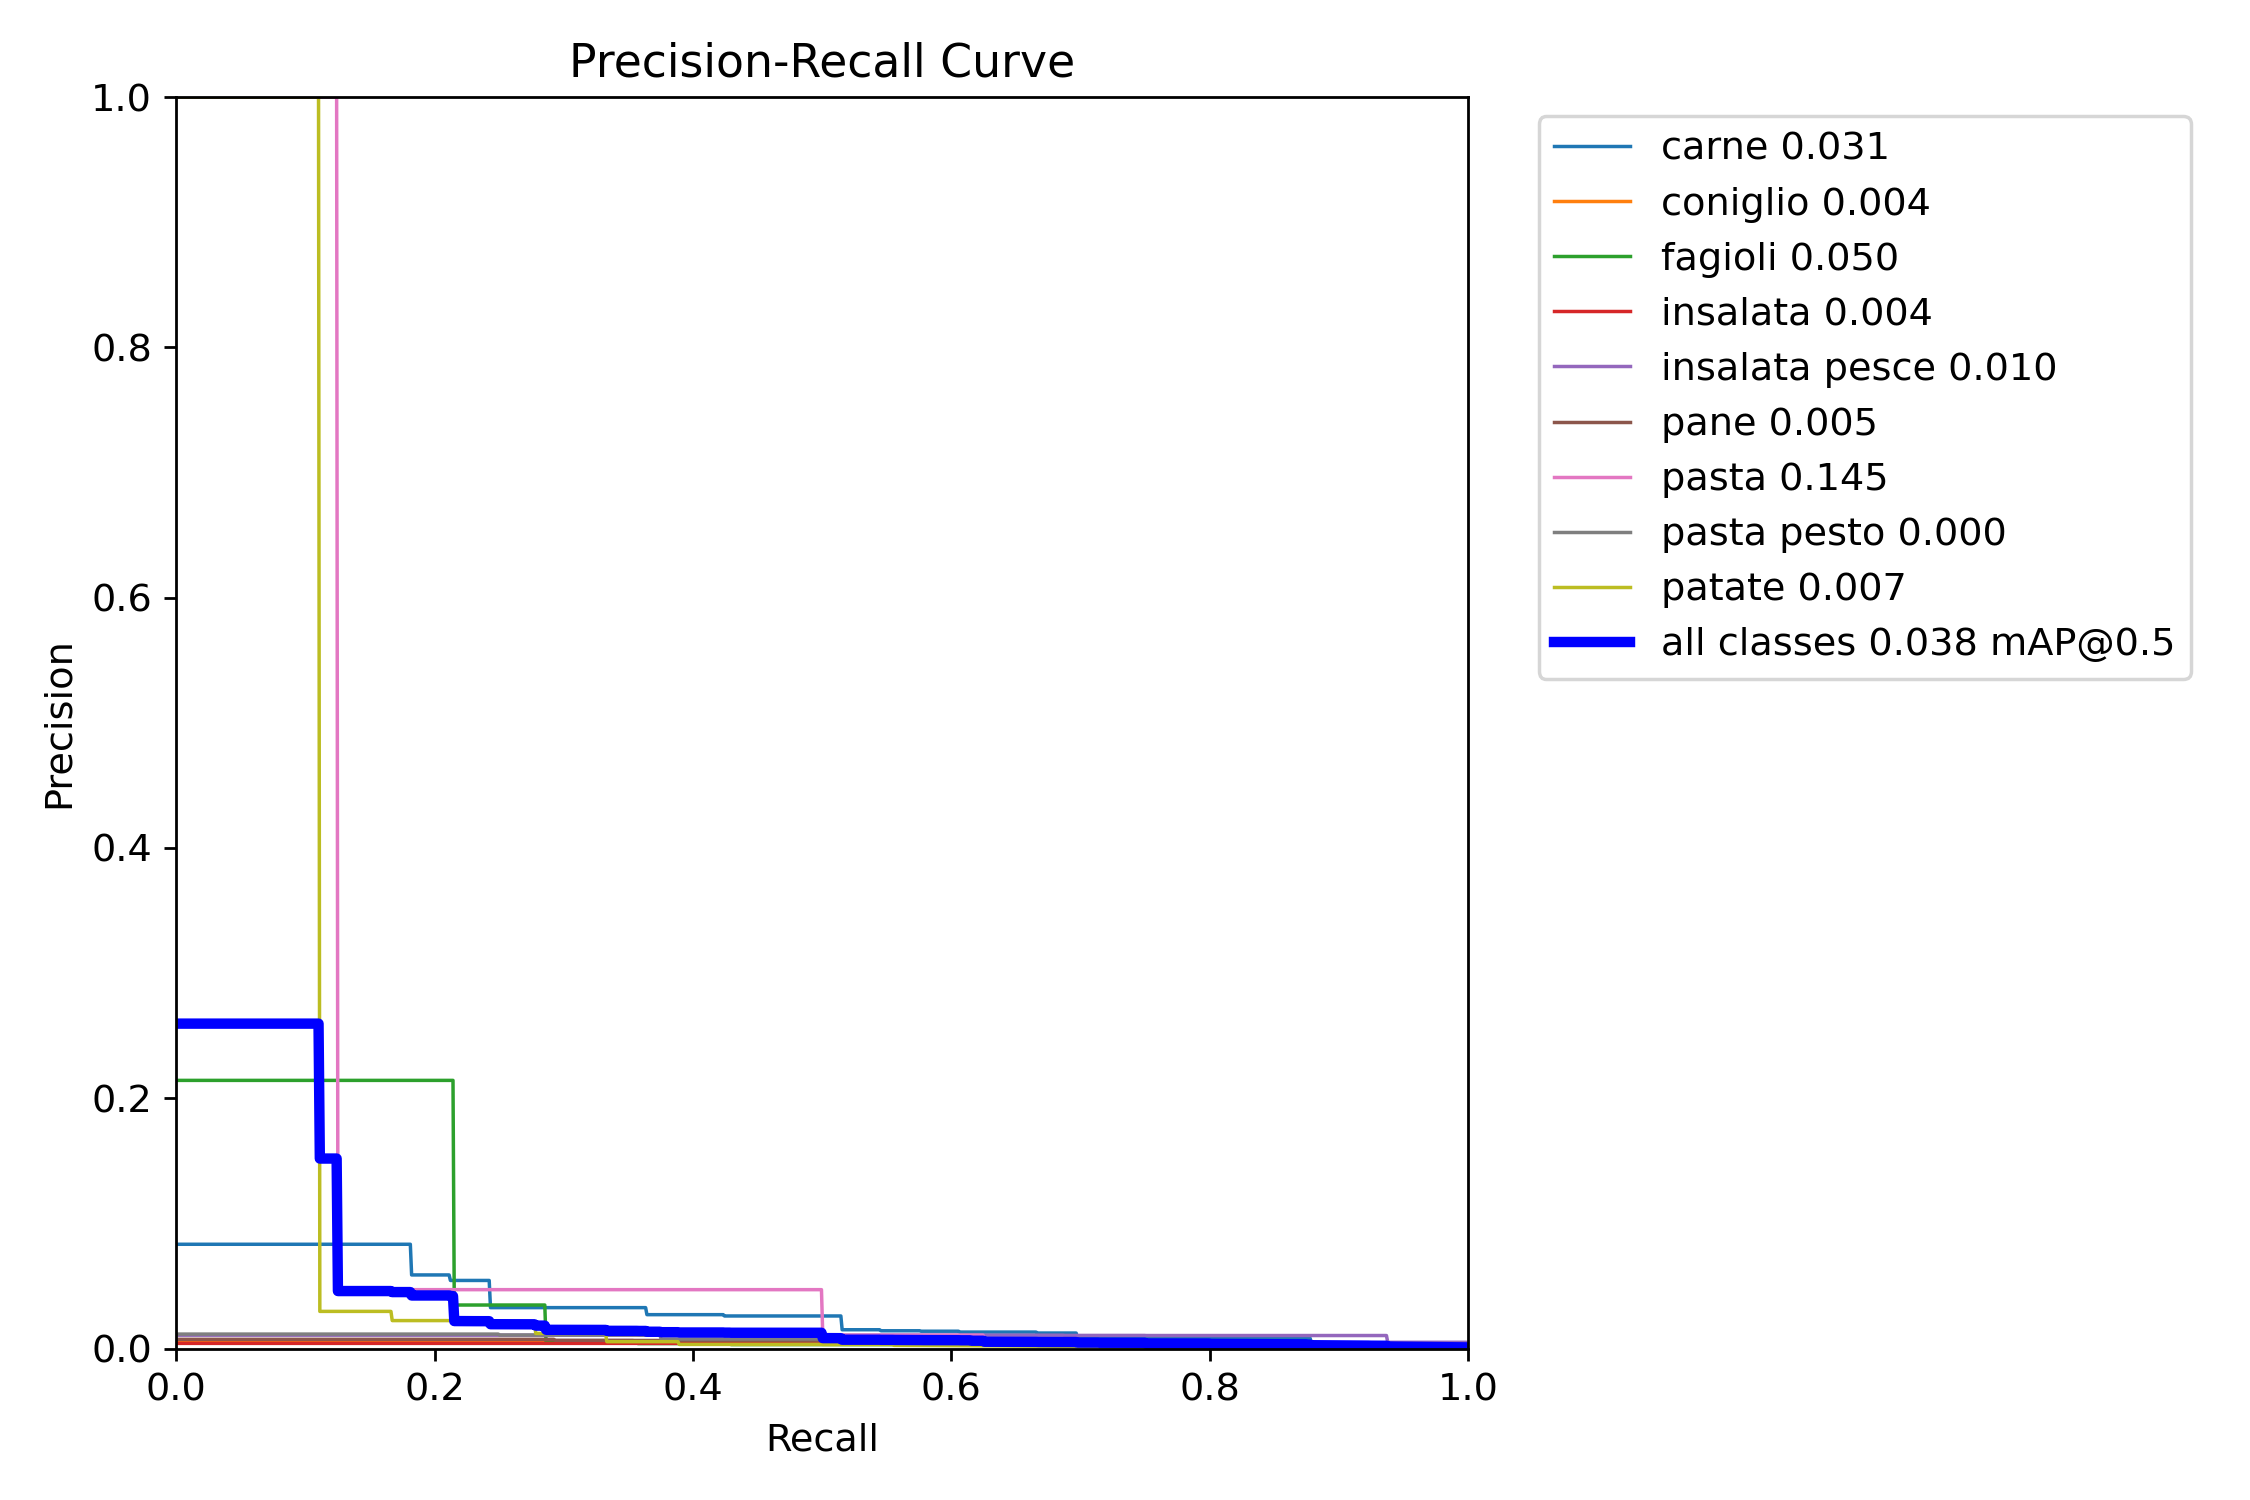 Precision-Recall Curve
1.0
0.8
0.6
0.4
0.2
0.0
Precision
0.0 0.2 0.4 0.6 0.8 1.0
Recall
carne 0.031
coniglio 0.004
fagioli 0.050
insalata 0.004
insalata pesce 0.010
pane 0.005
pasta 0.145
pasta pesto 0.000
patate 0.007
all classes 0.038 mAP@0.5